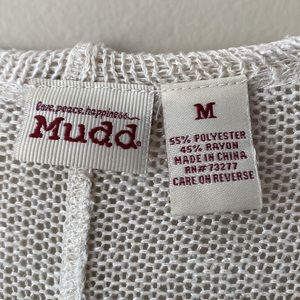 love.peace.happiness.
Mudd®
M
55% POLYESTER
45% RAYON
MADE IN CHINA
RN# 73277
CARE ON REVERSE